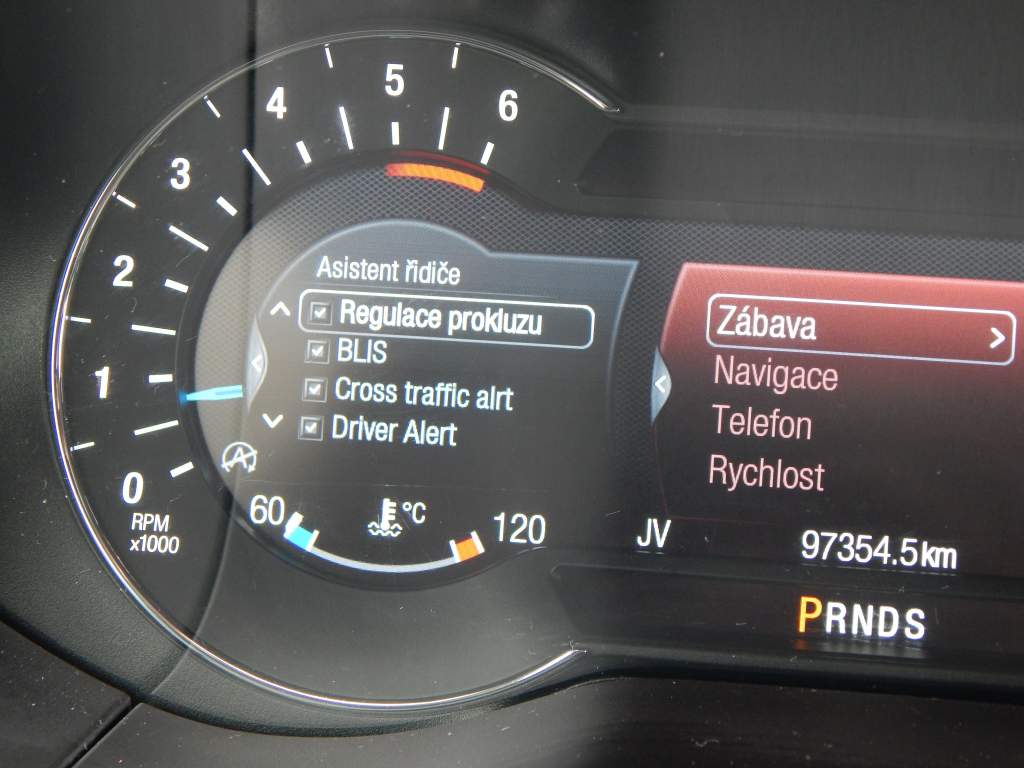 6
5
4
3
2
1
0
RPM
x1000
Asistent řidiče
Regulace prokluzu
BLIS
Cross traffic alrt
Driver Alert
60
°C
120
Zábava
Navigace
Telefon
Rychlost
JV
97354.5km
PRNDS